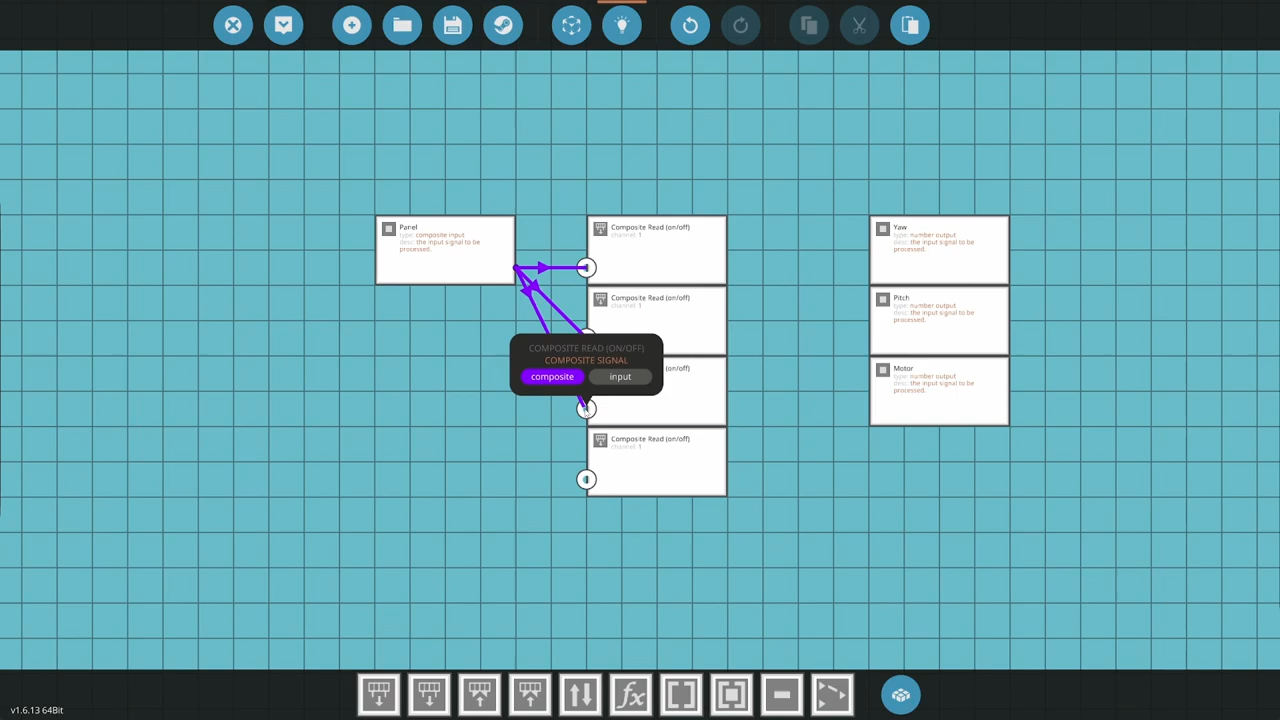 Panel
type: composite input
desc: the input signal to be
processed.
Composite Read (on/off)
channel: 1
Composite Read (on/off)
channel: 1
COMPOSITE READ (ON/OFF)
COMPOSITE SIGNAL
composite input
(on/off)
Composite Read (on/off)
channel: 1
Yaw
type: number output
desc: the input signal to be
processed.
Pitch
type: number output
desc: the input signal to be
processed.
Motor
type: number output
desc: the input signal to be
processed.
fx
v1.6.13 64Bit